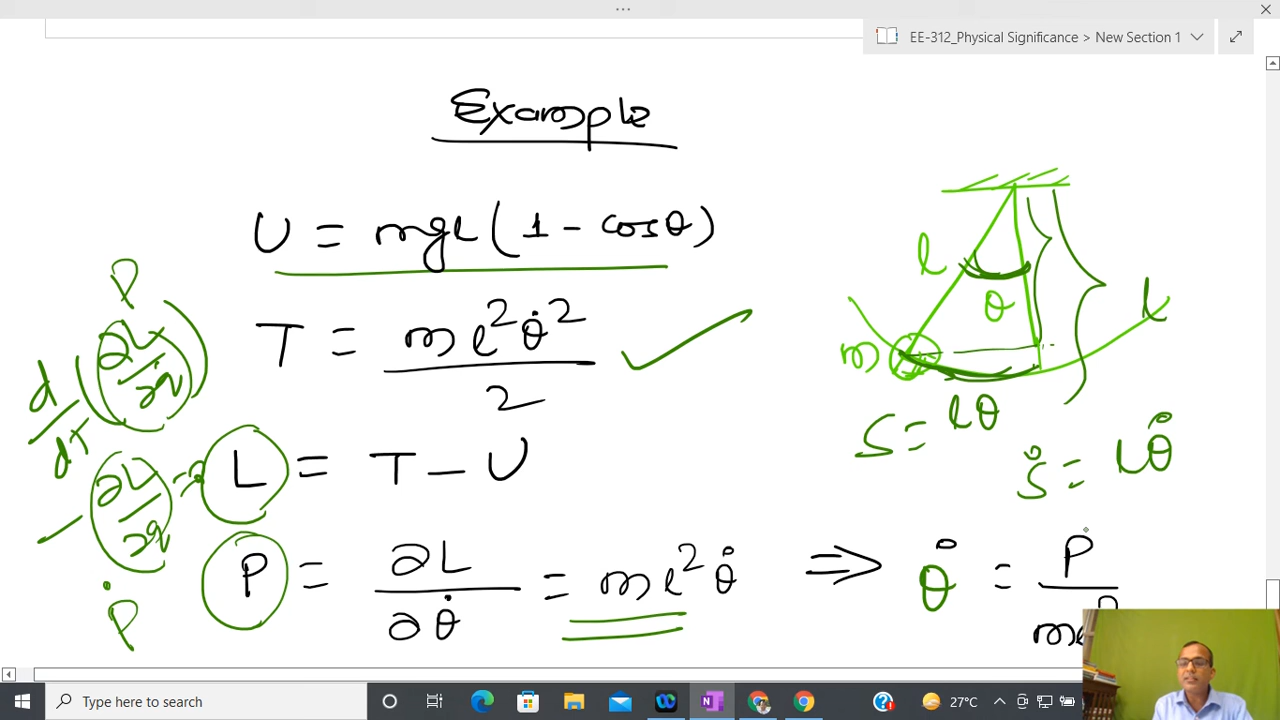 EE-312_Physical Significance > New Section 1
Example
U = mgl(1 - cosθ)
T = ml²θ̇²/2
L = T - U
P = ∂L/∂θ̇ = ml²θ̇ ⇒ θ̇ = P/
P
d/dT (∂L/∂q̇)
- ∂L/∂q =
Ṗ
l
θ
l
m
S = lθ
Ṡ = lθ̇
Type here to search
27°C